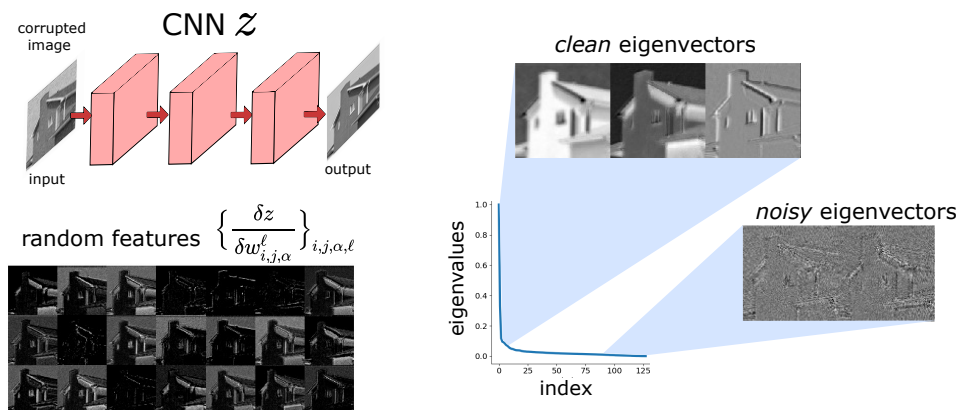 CNN z
corrupted
image
input
output
random features { δz / δw^ℓ_{i,j,α} }_{i,j,α,ℓ}
clean eigenvectors
noisy eigenvectors
eigenvalues
1.0
0.8
0.6
0.4
0.2
0.0
0 25 50 75 100 125
index